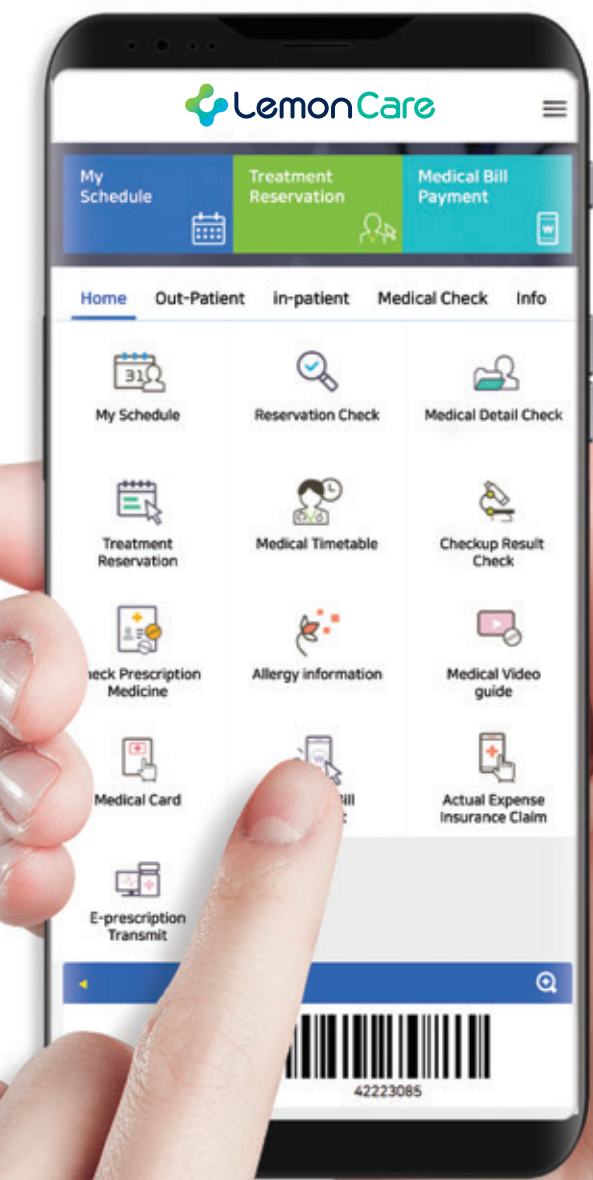 LemonCare
My
Schedule
Treatment
Reservation
Medical Bill
Payment
Home Out-Patient in-patient Medical Check Info
31
My Schedule
Reservation Check
Medical Detail Check
Treatment
Reservation
Medical Timetable
Checkup Result
Check
Prescription
Medicine
Allergy information
Medical Video
guide
Medical Card
Actual Expense
Insurance Claim
E-prescription
Transmit
42223085